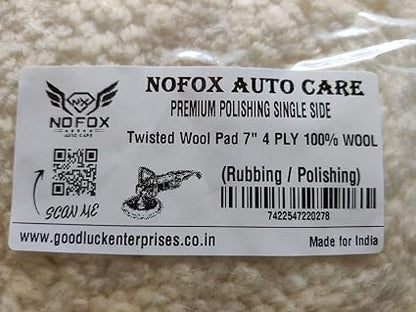 NX
NOFOX
AUTO CARE
SCAN ME
NOFOX AUTO CARE
PREMIUM POLISHING SINGLE SIDE
Twisted Wool Pad 7" 4 PLY 100% WOOL
(Rubbing / Polishing)
7422547220278
www.goodluckenterprises.co.in
Made for India